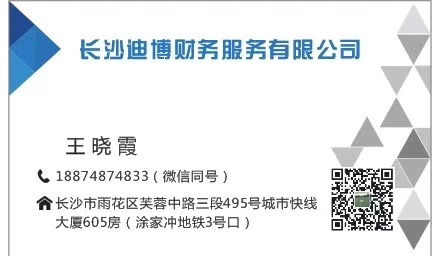 长沙迪博财务服务有限公司
王晓霞
18874874833（微信同号）
长沙市雨花区芙蓉中路三段495号城市快线
大厦605房（涂家冲地铁3号口）